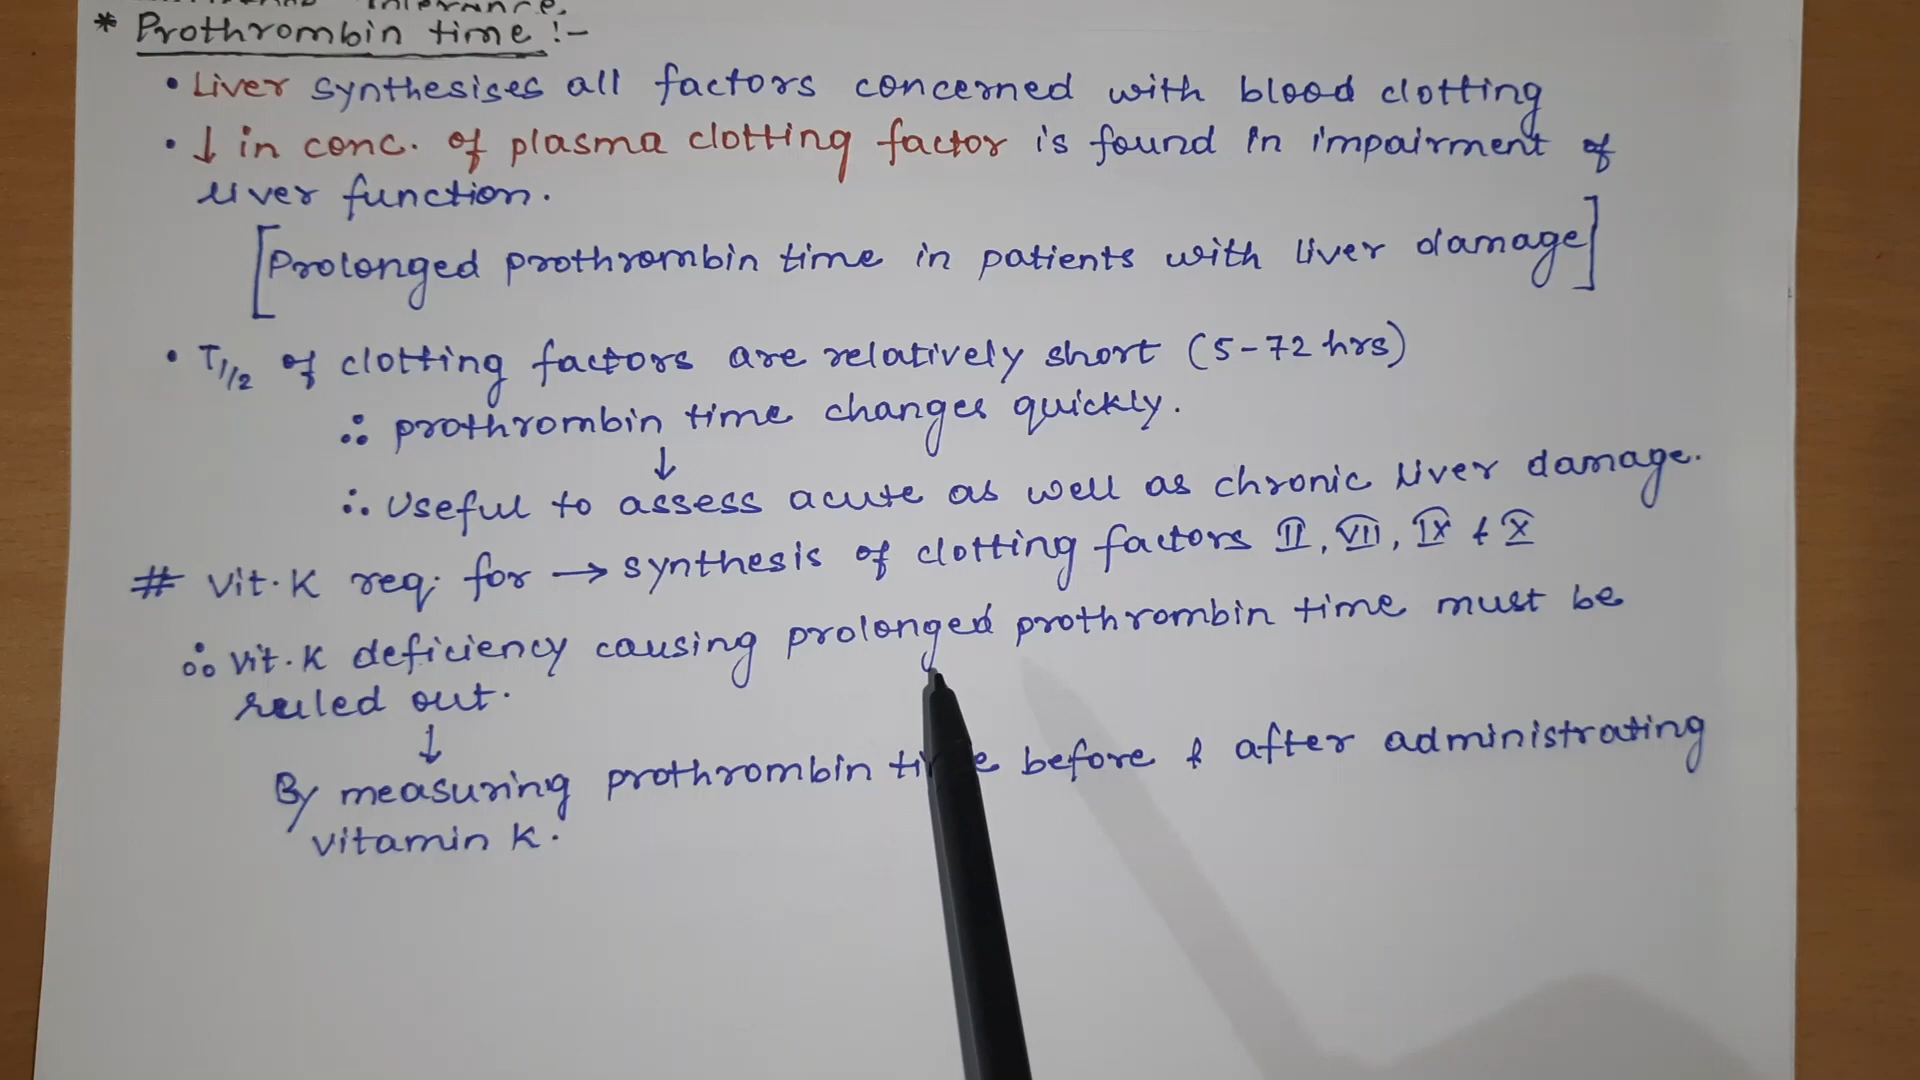 * Prothrombin time :-
• Liver synthesises all factors concerned with blood clotting
• ↓ in conc. of plasma clotting factor is found in impairment of
liver function.
[Prolonged prothrombin time in patients with liver damage]
• T1/2 of clotting factors are relatively short (5-72 hrs)
∴ prothrombin time changes quickly.
↓
∴ Useful to assess acute as well as chronic liver damage.
# Vit. K req. for → synthesis of clotting factors II, VII, IX & X
∴ Vit. K deficiency causing prolonged prothrombin time must be
ruled out.
↓
By measuring prothrombin before & after administrating
vitamin K.